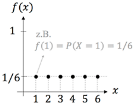 f(x)
1
z.B.
f(1) = P(X = 1) = 1/6
1/6
x
1 2 3 4 5 6